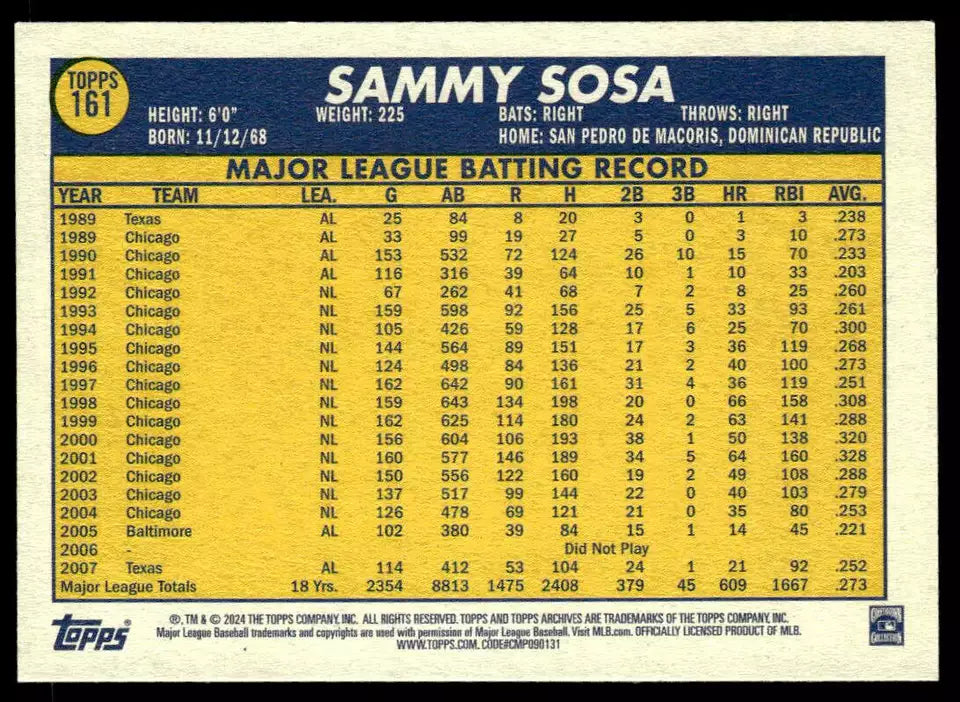 TOPPS
161
SAMMY SOSA
HEIGHT: 6'0" WEIGHT: 225 BATS: RIGHT THROWS: RIGHT
BORN: 11/12/68 HOME: SAN PEDRO DE MACORIS, DOMINICAN REPUBLIC
MAJOR LEAGUE BATTING RECORD
YEAR TEAM LEA. G AB R H 2B 3B HR RBI AVG.
1989 Texas AL 25 84 8 20 3 0 1 3 .238
1989 Chicago AL 33 99 19 27 5 0 3 10 .273
1990 Chicago AL 153 532 72 124 26 10 15 70 .233
1991 Chicago AL 116 316 39 64 10 1 10 33 .203
1992 Chicago NL 67 262 41 68 7 2 8 25 .260
1993 Chicago NL 159 598 92 156 25 5 33 93 .261
1994 Chicago NL 105 426 59 128 17 6 25 70 .300
1995 Chicago NL 144 564 89 151 17 3 36 119 .268
1996 Chicago NL 124 498 84 136 21 2 40 100 .273
1997 Chicago NL 162 642 90 161 31 4 36 119 .251
1998 Chicago NL 159 643 134 198 20 0 66 158 .308
1999 Chicago NL 162 625 114 180 24 2 63 141 .288
2000 Chicago NL 156 604 106 193 38 1 50 138 .320
2001 Chicago NL 160 577 146 189 34 5 64 160 .328
2002 Chicago NL 150 556 122 160 19 2 49 108 .288
2003 Chicago NL 137 517 99 144 22 0 40 103 .279
2004 Chicago NL 126 478 69 121 21 0 35 80 .253
2005 Baltimore AL 102 380 39 84 15 1 14 45 .221
2006 - Did Not Play
2007 Texas AL 114 412 53 104 24 1 21 92 .252
Major League Totals 18 Yrs. 2354 8813 1475 2408 379 45 609 1667 .273
Topps®
®, TM & © 2024 THE TOPPS COMPANY, INC. ALL RIGHTS RESERVED. TOPPS AND TOPPS ARCHIVES ARE TRADEMARKS OF THE TOPPS COMPANY, INC.
Major League Baseball trademarks and copyrights are used with permission of Major League Baseball. Visit MLB.com. OFFICIALLY LICENSED PRODUCT OF MLB.
WWW.TOPPS.COM. CODE#CMP090131
COOPERSTOWN
COLLECTION